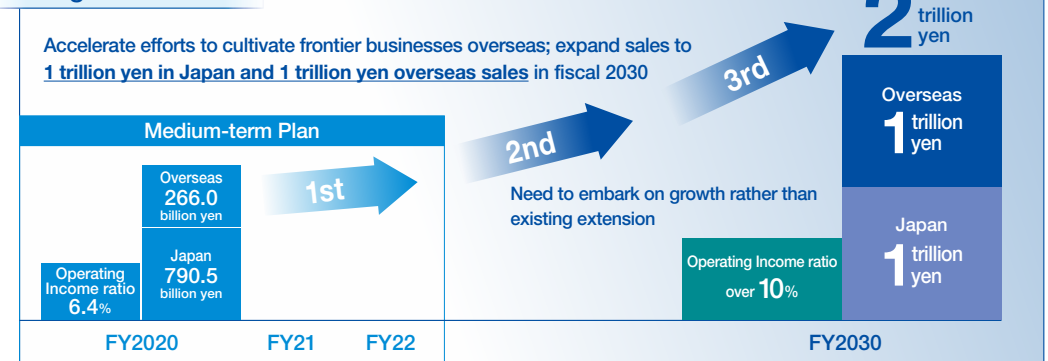 2 trillion
yen
Accelerate efforts to cultivate frontier businesses overseas; expand sales to
1 trillion yen in Japan and 1 trillion yen overseas sales in fiscal 2030
Medium-term Plan
1st
2nd
3rd
Need to embark on growth rather than
existing extension
Overseas
266.0
billion yen
Japan
790.5
billion yen
Operating
Income ratio
6.4%
Overseas
1 trillion
yen
Japan
1 trillion
yen
Operating Income ratio
over 10%
FY2020
FY21
FY22
FY2030